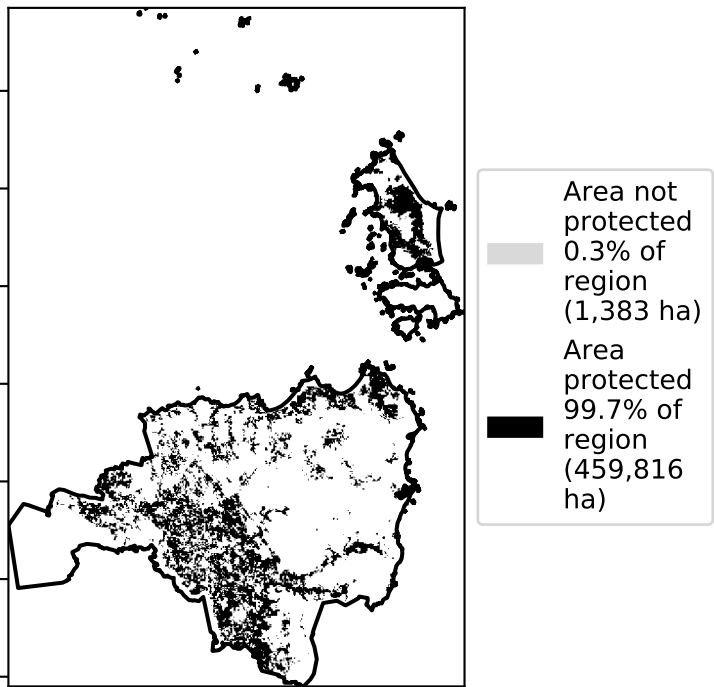 Area not
protected
0.3% of
region
(1,383 ha)
Area
protected
99.7% of
region
(459,816
ha)